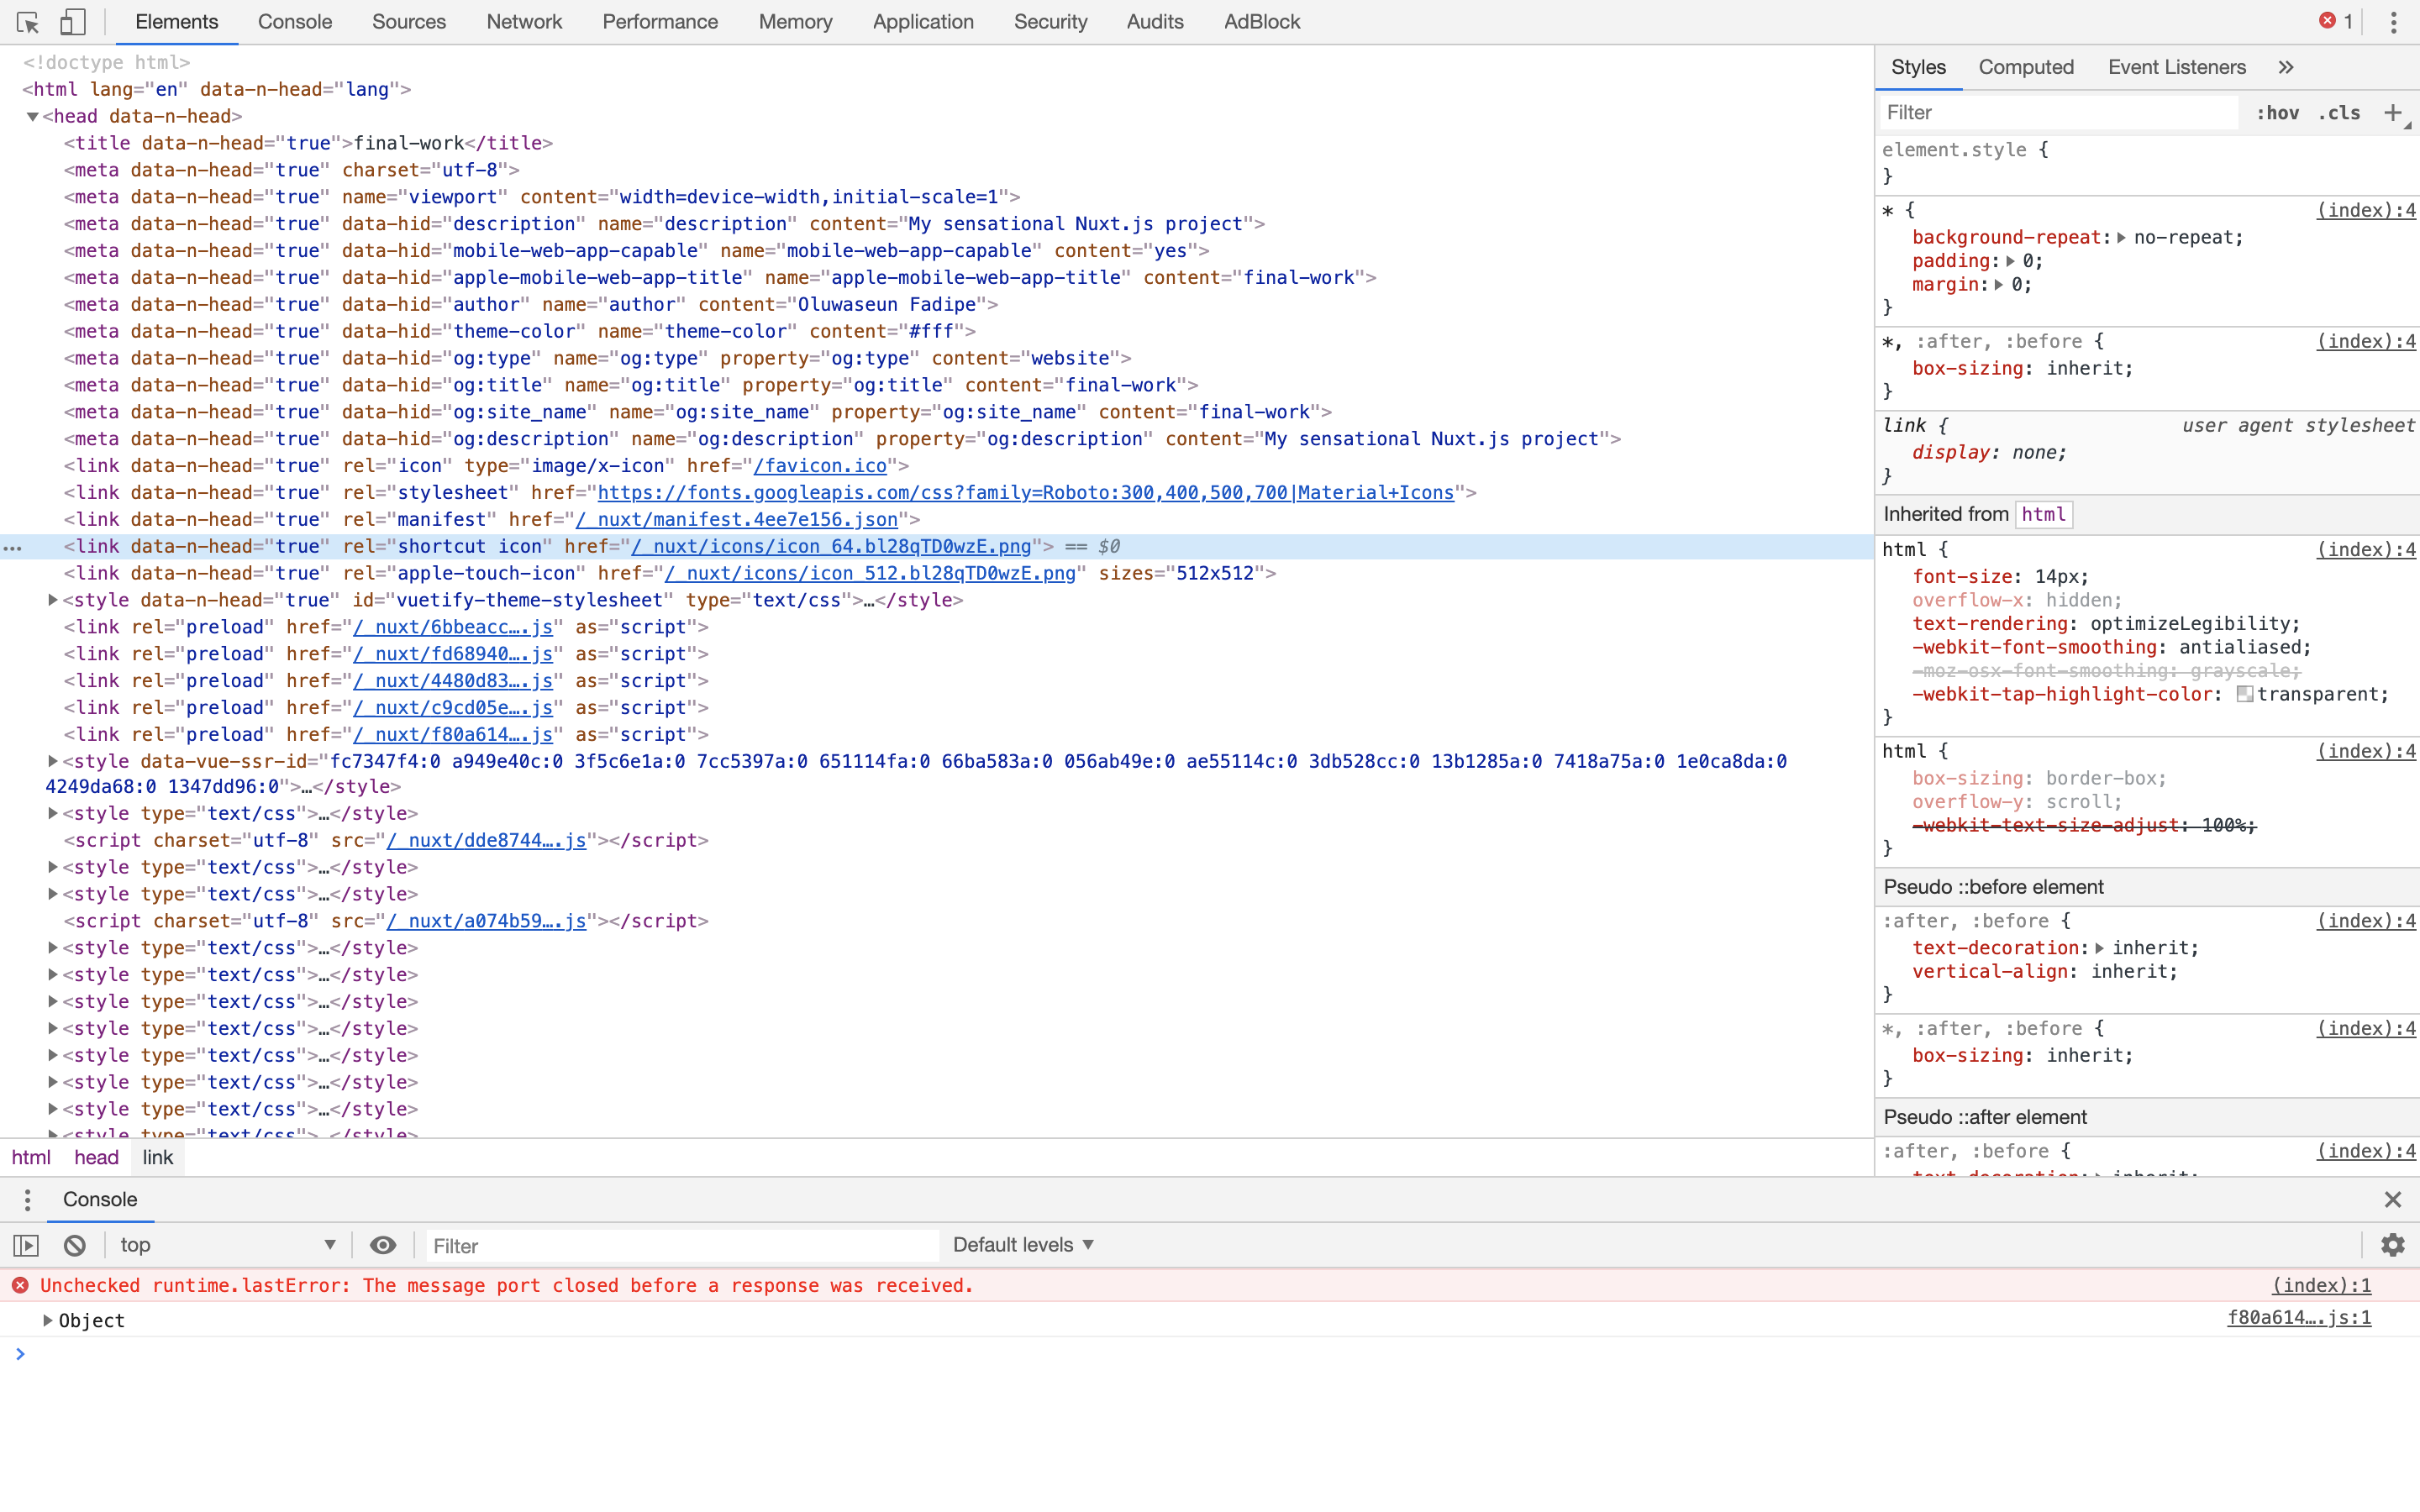 Elements Console Sources Network Performance Memory Application Security Audits AdBlock 1
<!doctype html>
<html lang="en" data-n-head="lang">
<head data-n-head>
<title data-n-head="true">final-work</title>
<meta data-n-head="true" charset="utf-8">
<meta data-n-head="true" name="viewport" content="width=device-width,initial-scale=1">
<meta data-n-head="true" data-hid="description" name="description" content="My sensational Nuxt.js project">
<meta data-n-head="true" data-hid="mobile-web-app-capable" name="mobile-web-app-capable" content="yes">
<meta data-n-head="true" data-hid="apple-mobile-web-app-title" name="apple-mobile-web-app-title" content="final-work">
<meta data-n-head="true" data-hid="author" name="author" content="Oluwaseun Fadipe">
<meta data-n-head="true" data-hid="theme-color" name="theme-color" content="#fff">
<meta data-n-head="true" data-hid="og:type" name="og:type" property="og:type" content="website">
<meta data-n-head="true" data-hid="og:title" name="og:title" property="og:title" content="final-work">
<meta data-n-head="true" data-hid="og:site_name" name="og:site_name" property="og:site_name" content="final-work">
<meta data-n-head="true" data-hid="og:description" name="og:description" property="og:description" content="My sensational Nuxt.js project">
<link data-n-head="true" rel="icon" type="image/x-icon" href="/favicon.ico">
<link data-n-head="true" rel="stylesheet" href="https://fonts.googleapis.com/css?family=Roboto:300,400,500,700|Material+Icons">
<link data-n-head="true" rel="manifest" href="/_nuxt/manifest.4ee7e156.json">
<link data-n-head="true" rel="shortcut icon" href="/_nuxt/icons/icon_64.bl28qTD0wzE.png"> == $0
<link data-n-head="true" rel="apple-touch-icon" href="/_nuxt/icons/icon_512.bl28qTD0wzE.png" sizes="512x512">
<style data-n-head="true" id="vuetify-theme-stylesheet" type="text/css">…</style>
<link rel="preload" href="/_nuxt/6bbeacc….js" as="script">
<link rel="preload" href="/_nuxt/fd68940….js" as="script">
<link rel="preload" href="/_nuxt/4480d83….js" as="script">
<link rel="preload" href="/_nuxt/c9cd05e….js" as="script">
<link rel="preload" href="/_nuxt/f80a614….js" as="script">
<style data-vue-ssr-id="fc7347f4:0 a949e40c:0 3f5c6e1a:0 7cc5397a:0 651114fa:0 66ba583a:0 056ab49e:0 ae55114c:0 3db528cc:0 13b1285a:0 7418a75a:0 1e0ca8da:0
4249da68:0 1347dd96:0">…</style>
<style type="text/css">…</style>
<script charset="utf-8" src="/_nuxt/dde8744….js"></script>
<style type="text/css">…</style>
<style type="text/css">…</style>
<script charset="utf-8" src="/_nuxt/a074b59….js"></script>
<style type="text/css">…</style>
<style type="text/css">…</style>
<style type="text/css">…</style>
<style type="text/css">…</style>
<style type="text/css">…</style>
<style type="text/css">…</style>
<style type="text/css">…</style>
<style type="text/css">…</style>
html head link
Styles Computed Event Listeners »
Filter :hov .cls +
element.style {
}
* { (index):4
background-repeat: no-repeat;
padding: 0;
margin: 0;
}
*, :after, :before { (index):4
box-sizing: inherit;
}
link { user agent stylesheet
display: none;
}
Inherited from html
html { (index):4
font-size: 14px;
overflow-x: hidden;
text-rendering: optimizeLegibility;
-webkit-font-smoothing: antialiased;
-moz-osx-font-smoothing: grayscale;
-webkit-tap-highlight-color: transparent;
}
html { (index):4
box-sizing: border-box;
overflow-y: scroll;
-webkit-text-size-adjust: 100%;
}
Pseudo ::before element
:after, :before { (index):4
text-decoration: inherit;
vertical-align: inherit;
}
*, :after, :before { (index):4
box-sizing: inherit;
}
Pseudo ::after element
:after, :before { (index):4
text-decoration: inherit;
Console
top Filter Default levels
Unchecked runtime.lastError: The message port closed before a response was received. (index):1
Object f80a614….js:1